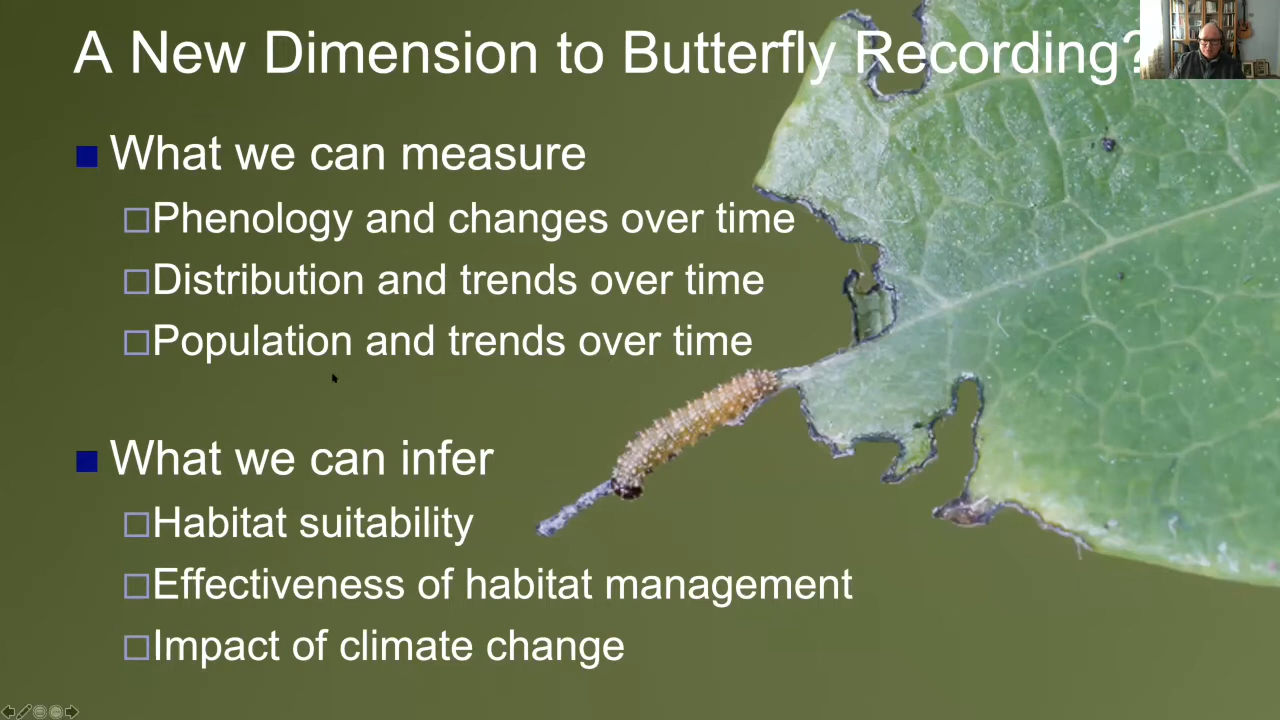 A New Dimension to Butterfly Recording?
What we can measure
Phenology and changes over time
Distribution and trends over time
Population and trends over time
What we can infer
Habitat suitability
Effectiveness of habitat management
Impact of climate change